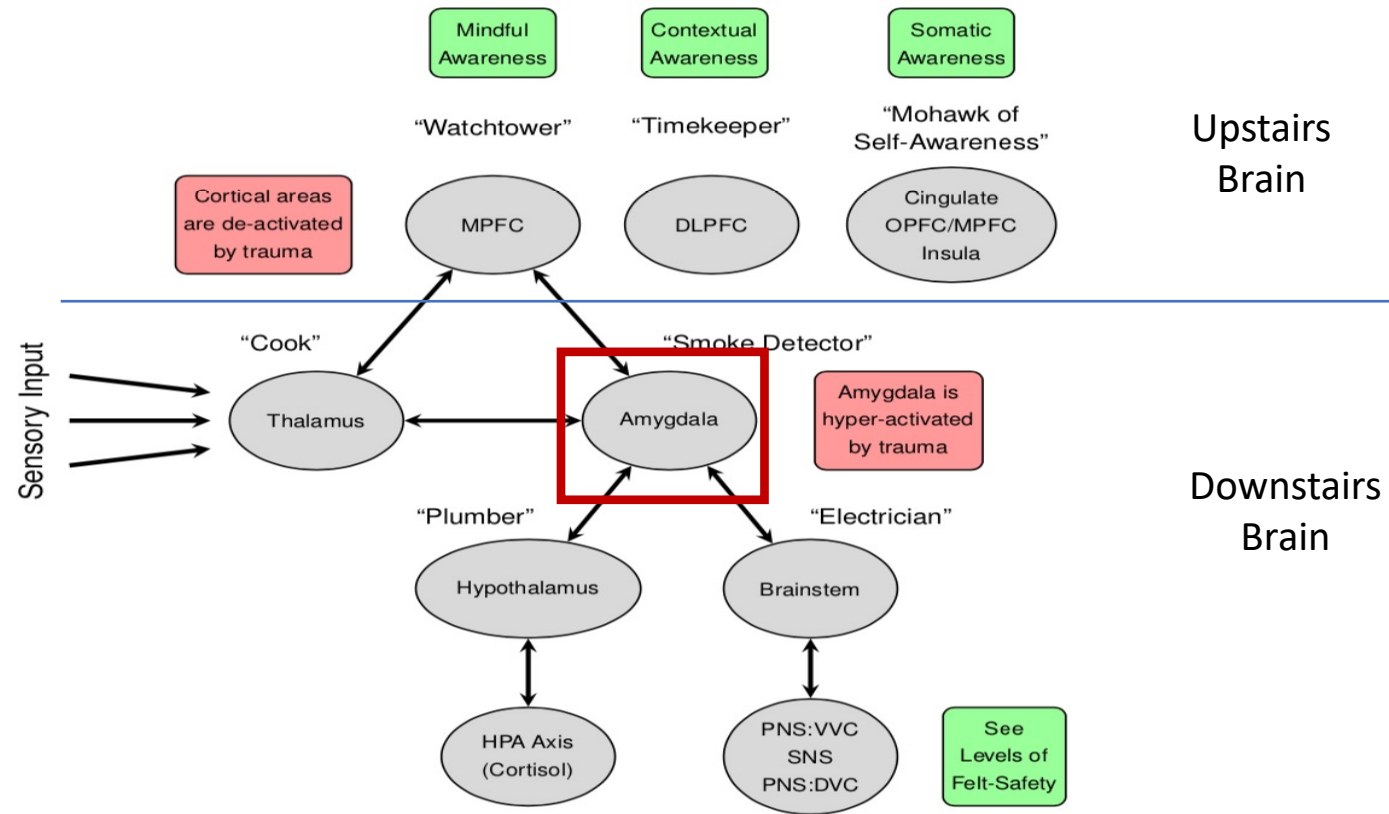 Mindful
Awareness
Contextual
Awareness
Somatic
Awareness
“Watchtower”
“Timekeeper”
“Mohawk of
Self-Awareness”
Upstairs
Brain
Cortical areas
are de-activated
by trauma
MPFC
DLPFC
Cingulate
OPFC/MPFC
Insula
Sensory Input
“Cook”
“Smoke Detector”
Thalamus
Amygdala
Amygdala is
hyper-activated
by trauma
Downstairs
Brain
“Plumber”
“Electrician”
Hypothalamus
Brainstem
HPA Axis
(Cortisol)
PNS:VVC
SNS
PNS:DVC
See
Levels of
Felt-Safety